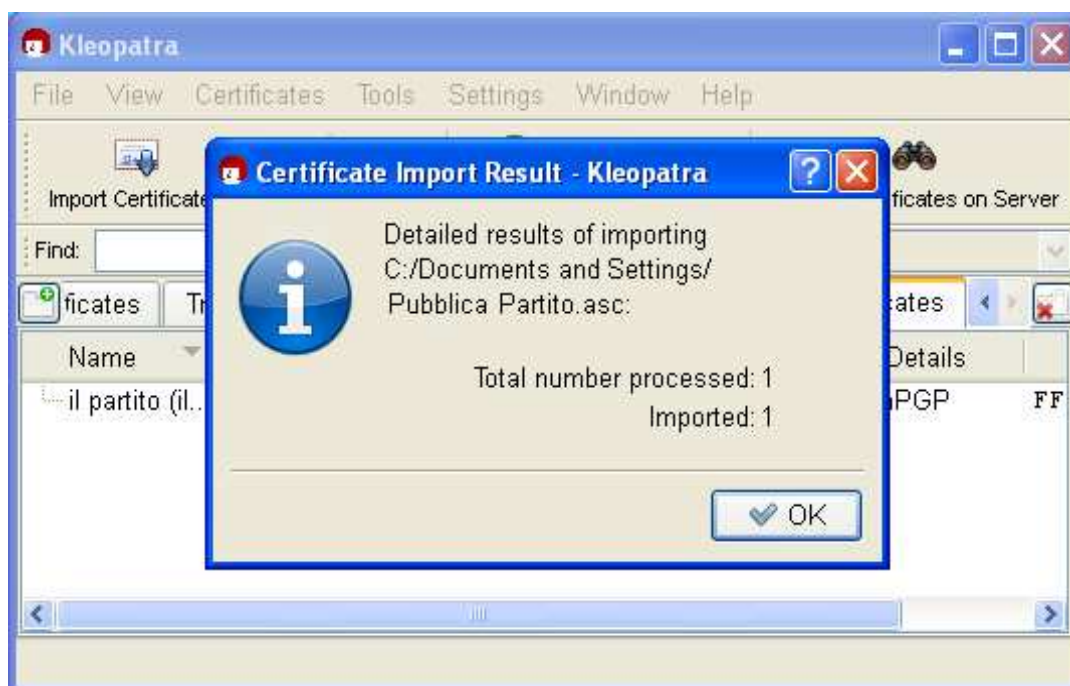 Kleopatra
File View Certificates Tools Settings Window Help
Import Certificate
ficates on Server
Certificate Import Result - Kleopatra
Find:
Detailed results of importing
C:/Documents and Settings/
Pubblica Partito.asc:
Total number processed: 1
Imported: 1
OK
ficates
Name
Details
il partito (il...
PGP
FF